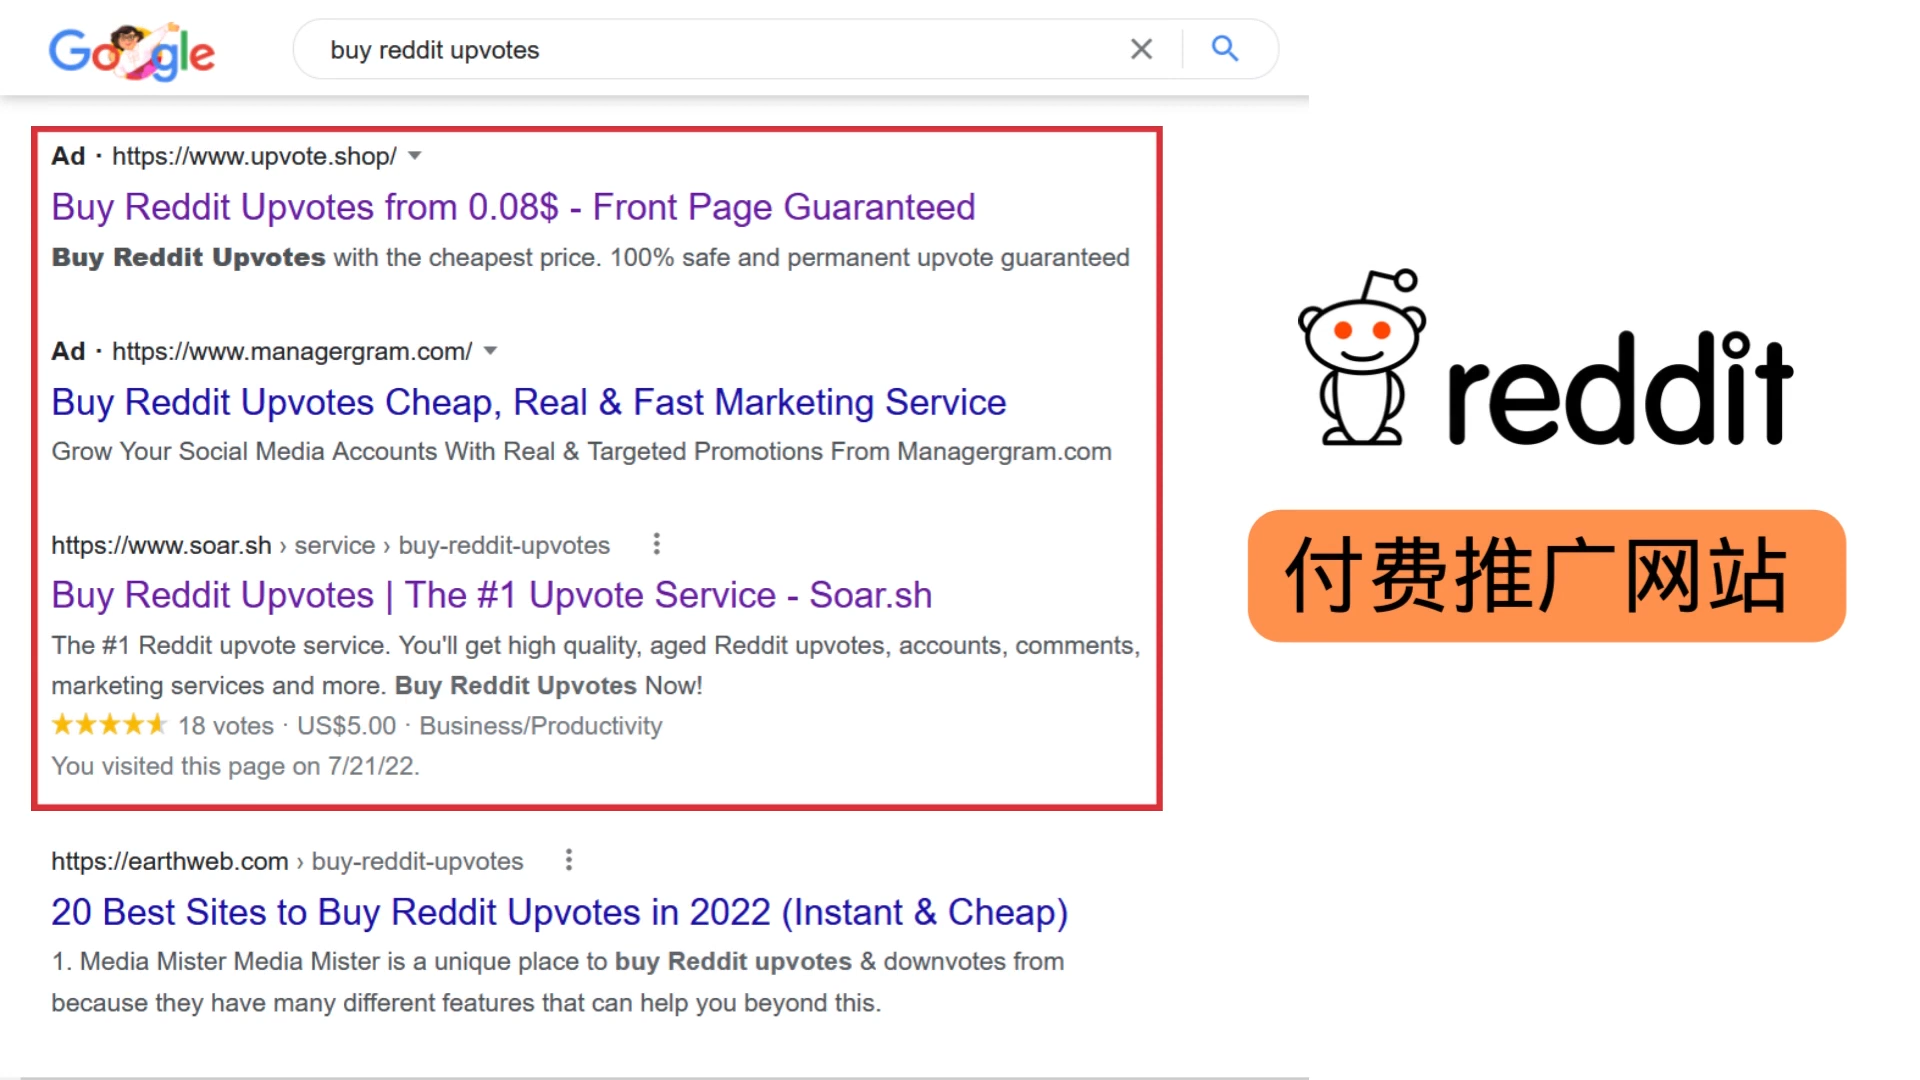 Google
buy reddit upvotes
Ad · https://www.upvote.shop/
Buy Reddit Upvotes from 0.08$ - Front Page Guaranteed
Buy Reddit Upvotes with the cheapest price. 100% safe and permanent upvote guaranteed
Ad · https://www.managergram.com/
Buy Reddit Upvotes Cheap, Real & Fast Marketing Service
Grow Your Social Media Accounts With Real & Targeted Promotions From Managergram.com
https://www.soar.sh › service › buy-reddit-upvotes
Buy Reddit Upvotes | The #1 Upvote Service - Soar.sh
The #1 Reddit upvote service. You'll get high quality, aged Reddit upvotes, accounts, comments,
marketing services and more. Buy Reddit Upvotes Now!
18 votes · US$5.00 · Business/Productivity
You visited this page on 7/21/22.
https://earthweb.com › buy-reddit-upvotes
20 Best Sites to Buy Reddit Upvotes in 2022 (Instant & Cheap)
1. Media Mister Media Mister is a unique place to buy Reddit upvotes & downvotes from
because they have many different features that can help you beyond this.
reddit
付费推广网站